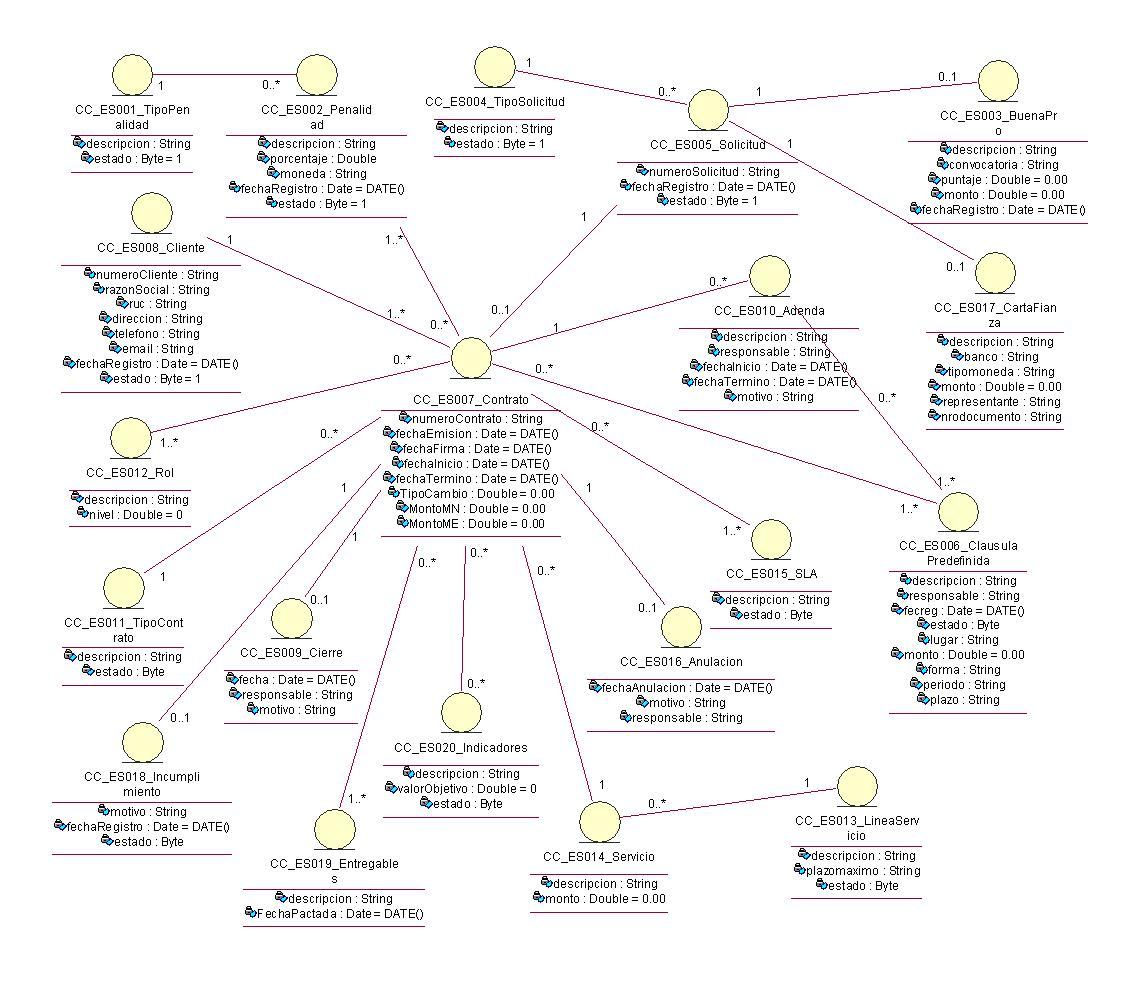 1
0..*
CC_ES001_TipoPen
alidad
descripcion : String
estado : Byte = 1
CC_ES002_Penalid
ad
descripcion : String
porcentaje : Double
moneda : String
fechaRegistro : Date = DATE()
estado : Byte = 1
1..*
1
0..*
CC_ES004_TipoSolicitud
descripcion : String
estado : Byte = 1
1
0..1
1
CC_ES005_Solicitud
numeroSolicitud : String
fechaRegistro : Date = DATE()
estado : Byte = 1
1
CC_ES003_BuenaPr
o
descripcion : String
convocatoria : String
puntaje : Double = 0.00
monto : Double = 0.00
fechaRegistro : Date = DATE()
CC_ES008_Cliente
numeroCliente : String
razonSocial : String
ruc : String
direccion : String
telefono : String
email : String
fechaRegistro : Date = DATE()
estado : Byte = 1
1
1..*
0..*
0..1
1
0..*
0..*
0..*
CC_ES010_Adenda
descripcion : String
responsable : String
fechaInicio : Date = DATE()
fechaTermino : Date = DATE()
motivo : String
0..*
0..1
CC_ES017_CartaFian
za
descripcion : String
banco : String
tipomoneda : String
monto : Double = 0.00
representante : String
nrodocumento : String
CC_ES007_Contrato
numeroContrato : String
fechaEmision : Date = DATE()
fechaFirma : Date = DATE()
fechaInicio : Date = DATE()
fechaTermino : Date = DATE()
TipoCambio : Double = 0.00
MontoMN : Double = 0.00
MontoME : Double = 0.00
0..*
1
1
0..*
1
0..*
0..*
0..*
1..*
CC_ES012_Rol
descripcion : String
nivel : Double = 0
1..*
1..*
CC_ES006_Clausula
Predefinida
descripcion : String
responsable : String
fecreg : Date = DATE()
estado : Byte
lugar : String
monto : Double = 0.00
forma : String
periodo : String
plazo : String
1..*
CC_ES015_SLA
descripcion : String
estado : Byte
1
CC_ES011_TipoCont
rato
descripcion : String
estado : Byte
0..1
CC_ES009_Cierre
fecha : Date = DATE()
responsable : String
motivo : String
0..1
CC_ES016_Anulacion
fechaAnulacion : Date = DATE()
motivo : String
responsable : String
0..1
CC_ES018_Incumpli
miento
motivo : String
fechaRegistro : Date = DATE()
estado : Byte
0..*
CC_ES020_Indicadores
descripcion : String
valorObjetivo : Double = 0
estado : Byte
1..*
CC_ES019_Entregable
s
descripcion : String
FechaPactada : Date = DATE()
1
0..*
1
CC_ES014_Servicio
descripcion : String
monto : Double = 0.00
CC_ES013_LineaServ
icio
descripcion : String
plazomaximo : String
estado : Byte